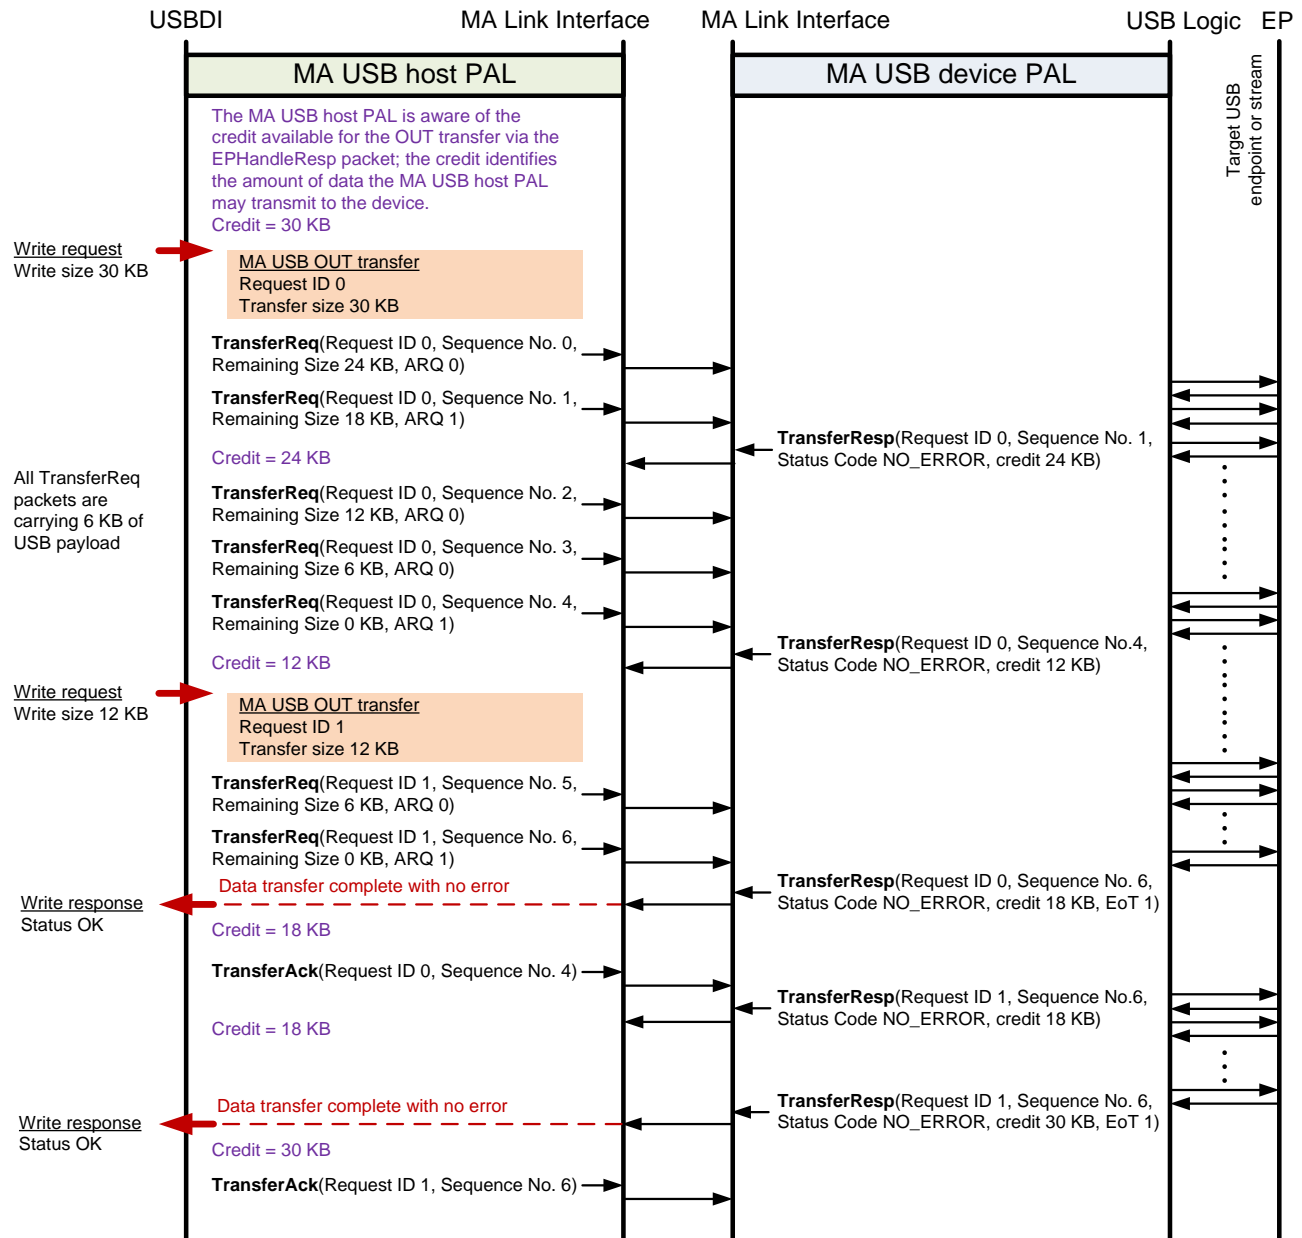 USBDI
MA Link Interface
MA Link Interface
USB Logic
EP
MA USB host PAL
MA USB device PAL
Target USB
endpoint or stream
The MA USB host PAL is aware of the
credit available for the OUT transfer via the
EPHandleResp packet; the credit identifies
the amount of data the MA USB host PAL
may transmit to the device.
Credit = 30 KB
Write request
Write size 30 KB
MA USB OUT transfer
Request ID 0
Transfer size 30 KB
TransferReq(Request ID 0, Sequence No. 0,
Remaining Size 24 KB, ARQ 0)
TransferReq(Request ID 0, Sequence No. 1,
Remaining Size 18 KB, ARQ 1)
TransferResp(Request ID 0, Sequence No. 1,
Status Code NO_ERROR, credit 24 KB)
Credit = 24 KB
All TransferReq
packets are
carrying 6 KB of
USB payload
TransferReq(Request ID 0, Sequence No. 2,
Remaining Size 12 KB, ARQ 0)
TransferReq(Request ID 0, Sequence No. 3,
Remaining Size 6 KB, ARQ 0)
TransferReq(Request ID 0, Sequence No. 4,
Remaining Size 0 KB, ARQ 1)
TransferResp(Request ID 0, Sequence No.4,
Status Code NO_ERROR, credit 12 KB)
Credit = 12 KB
Write request
Write size 12 KB
MA USB OUT transfer
Request ID 1
Transfer size 12 KB
TransferReq(Request ID 1, Sequence No. 5,
Remaining Size 6 KB, ARQ 0)
TransferReq(Request ID 1, Sequence No. 6,
Remaining Size 0 KB, ARQ 1)
TransferResp(Request ID 0, Sequence No. 6,
Status Code NO_ERROR, credit 18 KB, EoT 1)
Data transfer complete with no error
Write response
Status OK
Credit = 18 KB
TransferAck(Request ID 0, Sequence No. 4)
TransferResp(Request ID 1, Sequence No.6,
Status Code NO_ERROR, credit 18 KB)
Credit = 18 KB
TransferResp(Request ID 1, Sequence No. 6,
Status Code NO_ERROR, credit 30 KB, EoT 1)
Data transfer complete with no error
Write response
Status OK
Credit = 30 KB
TransferAck(Request ID 1, Sequence No. 6)